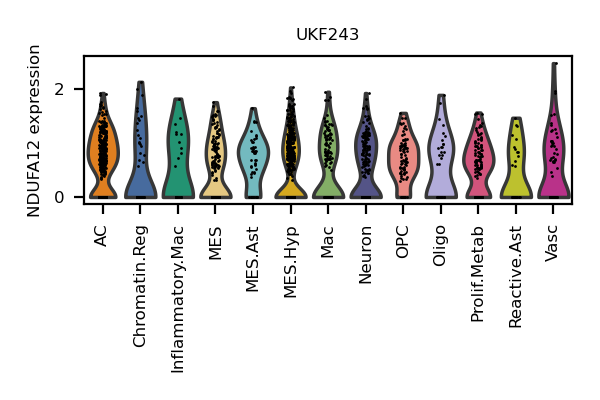 UKF243
NDUFA12 expression
2
0
AC
Chromatin.Reg
Inflammatory.Mac
MES
MES.Ast
MES.Hyp
Mac
Neuron
OPC
Oligo
Prolif.Metab
Reactive.Ast
Vasc